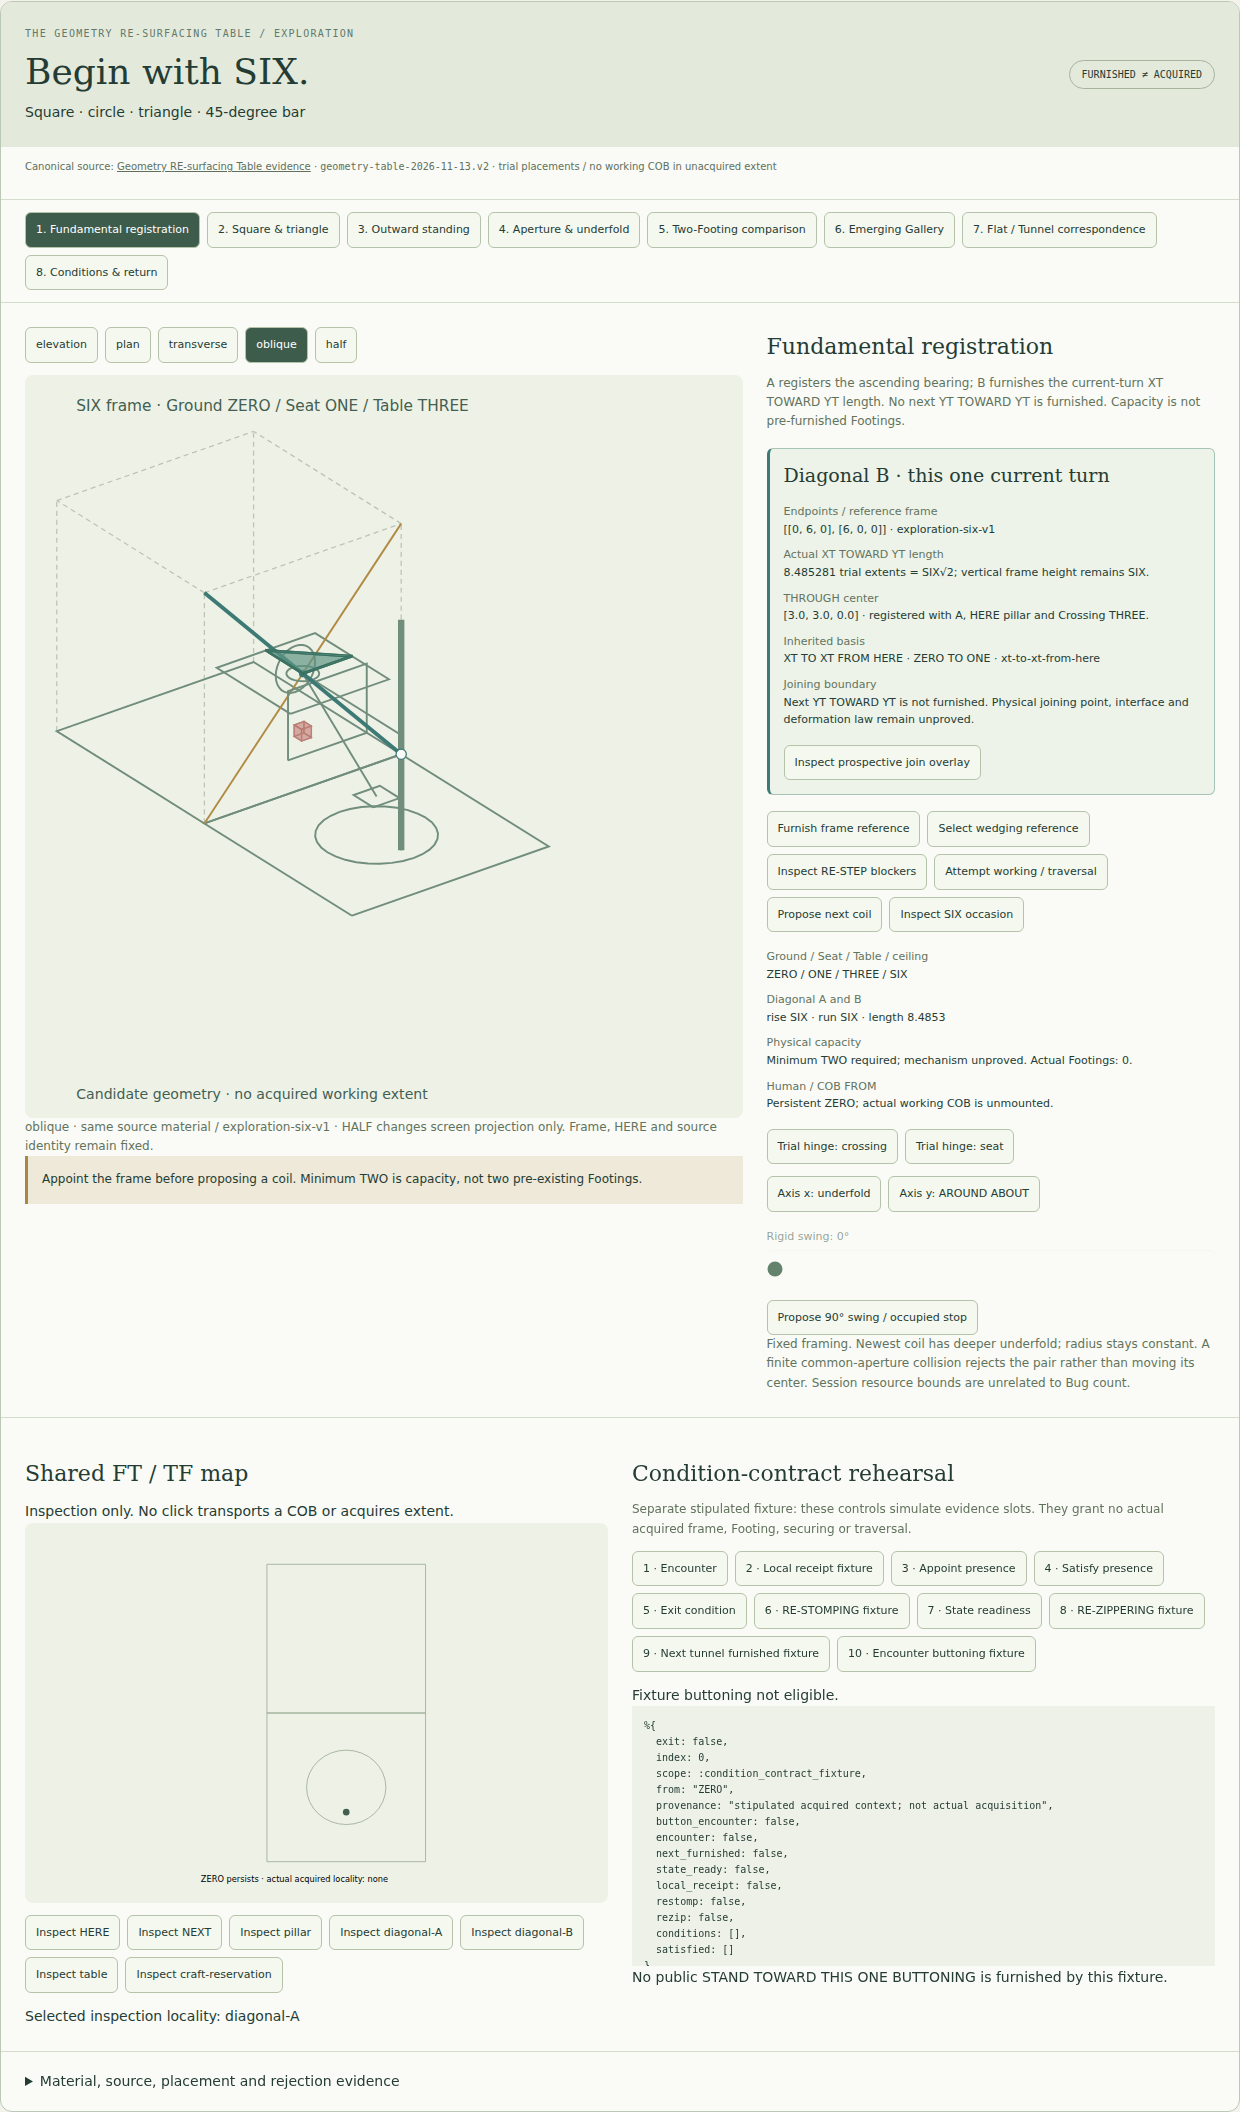 THE GEOMETRY RE-SURFACING TABLE / EXPLORATION
Begin with SIX.
FURNISHED ≠ ACQUIRED
Square · circle · triangle · 45-degree bar
Canonical source: Geometry RE-surfacing Table evidence · geometry-table-2026-11-13.v2 · trial placements / no working COB in unacquired extent
1. Fundamental registration
2. Square & triangle
3. Outward standing
4. Aperture & underfold
5. Two-Footing comparison
6. Emerging Gallery
7. Flat / Tunnel correspondence
8. Conditions & return
elevation
plan
transverse
oblique
half
SIX frame · Ground ZERO / Seat ONE / Table THREE
Candidate geometry · no acquired working extent
oblique · same source material / exploration-six-v1 · HALF changes screen projection only. Frame, HERE and source
identity remain fixed.
Appoint the frame before proposing a coil. Minimum TWO is capacity, not two pre-existing Footings.
Fundamental registration
A registers the ascending bearing; B furnishes the current-turn XT
TOWARD YT length. No next YT TOWARD YT is furnished. Capacity is not
pre-furnished Footings.
Diagonal B · this one current turn
Endpoints / reference frame
[[0, 6, 0], [6, 0, 0]] · exploration-six-v1
Actual XT TOWARD YT length
8.485281 trial extents = SIX√2; vertical frame height remains SIX.
THROUGH center
[3.0, 3.0, 0.0] · registered with A, HERE pillar and Crossing THREE.
Inherited basis
XT TO XT FROM HERE · ZERO TO ONE · xt-to-xt-from-here
Joining boundary
Next YT TOWARD YT is not furnished. Physical joining point, interface and
deformation law remain unproved.
Inspect prospective join overlay
Furnish frame reference
Select wedging reference
Inspect RE-STEP blockers
Attempt working / traversal
Propose next coil
Inspect SIX occasion
Ground / Seat / Table / ceiling
ZERO / ONE / THREE / SIX
Diagonal A and B
rise SIX · run SIX · length 8.4853
Physical capacity
Minimum TWO required; mechanism unproved. Actual Footings: 0.
Human / COB FROM
Persistent ZERO; actual working COB is unmounted.
Trial hinge: crossing
Trial hinge: seat
Axis x: underfold
Axis y: AROUND ABOUT
Rigid swing: 0°
Propose 90° swing / occupied stop
Fixed framing. Newest coil has deeper underfold; radius stays constant. A
finite common-aperture collision rejects the pair rather than moving its
center. Session resource bounds are unrelated to Bug count.
Shared FT / TF map
Inspection only. No click transports a COB or acquires extent.
ZERO persists · actual acquired locality: none
Inspect HERE
Inspect NEXT
Inspect pillar
Inspect diagonal-A
Inspect diagonal-B
Inspect table
Inspect craft-reservation
Selected inspection locality: diagonal-A
Condition-contract rehearsal
Separate stipulated fixture: these controls simulate evidence slots. They grant no actual
acquired frame, Footing, securing or traversal.
1 · Encounter
2 · Local receipt fixture
3 · Appoint presence
4 · Satisfy presence
5 · Exit condition
6 · RE-STOMPING fixture
7 · State readiness
8 · RE-ZIPPERING fixture
9 · Next tunnel furnished fixture
10 · Encounter buttoning fixture
Fixture buttoning not eligible.
%{
exit: false,
index: 0,
scope: :condition_contract_fixture,
from: "ZERO",
provenance: "stipulated acquired context; not actual acquisition",
button_encounter: false,
encounter: false,
next_furnished: false,
state_ready: false,
local_receipt: false,
restomp: false,
rezip: false,
conditions: [],
satisfied: []
}
No public STAND TOWARD THIS ONE BUTTONING is furnished by this fixture.
Material, source, placement and rejection evidence